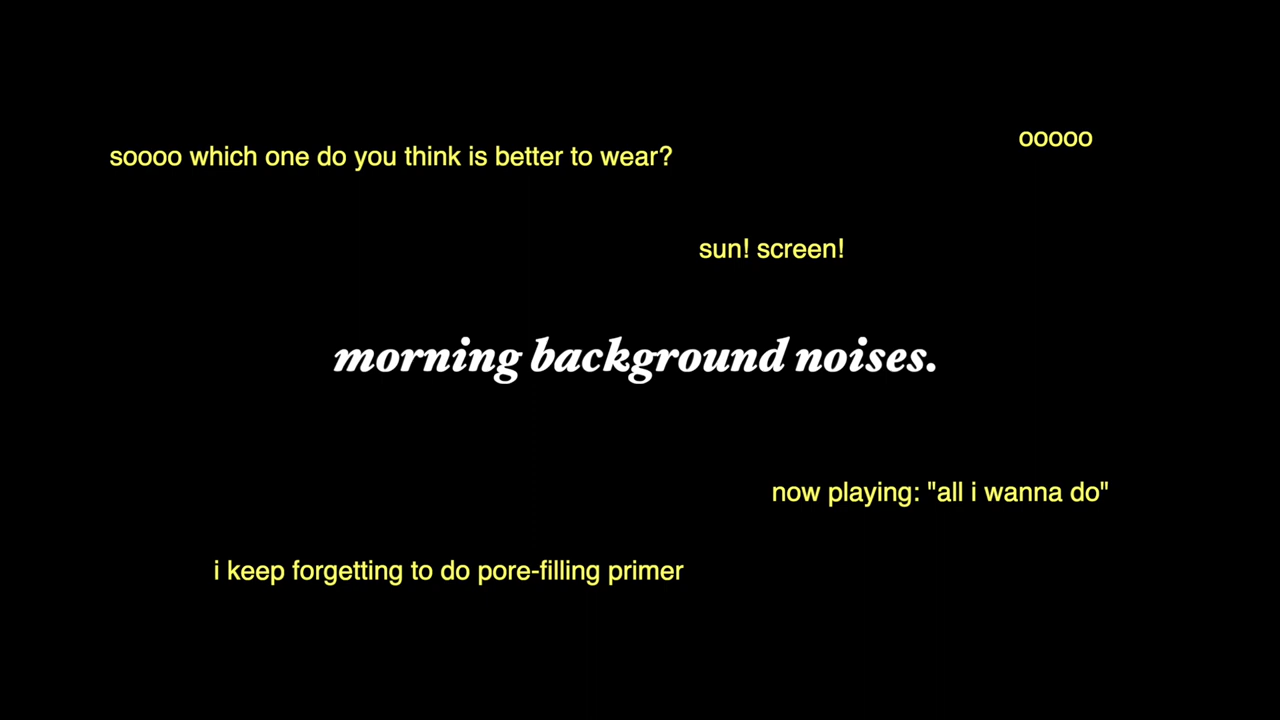 ooooo
soooo which one do you think is better to wear?
sun! screen!
morning background noises.
now playing: "all i wanna do"
i keep forgetting to do pore-filling primer